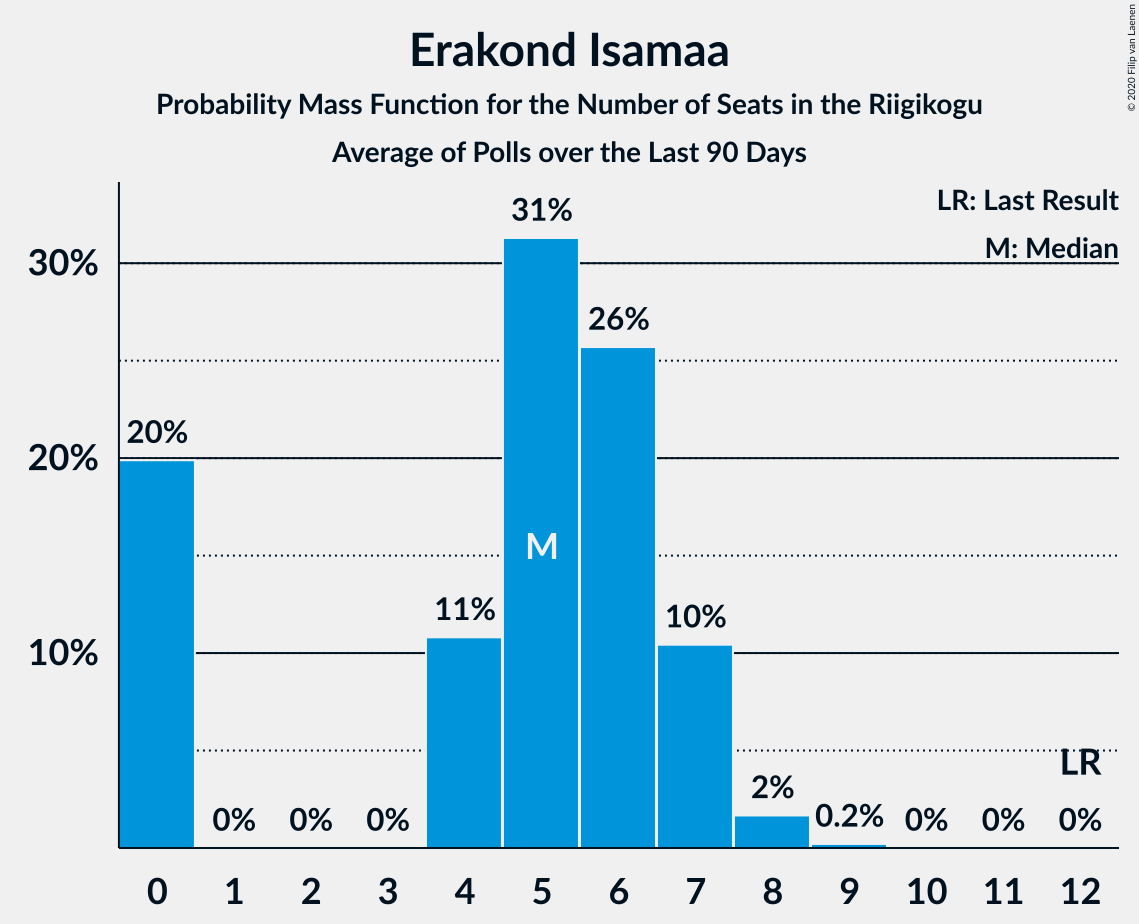 Erakond Isamaa
Probability Mass Function for the Number of Seats in the Riigikogu
Average of Polls over the Last 90 Days
© 2020 Filip van Laenen
LR: Last Result
M: Median
31%
30%
26%
20%
20%
M
11%
10%
10%
LR
2%
0% 0% 0% 0.2% 0% 0% 0%
0 1 2 3 4 5 6 7 8 9 10 11 12